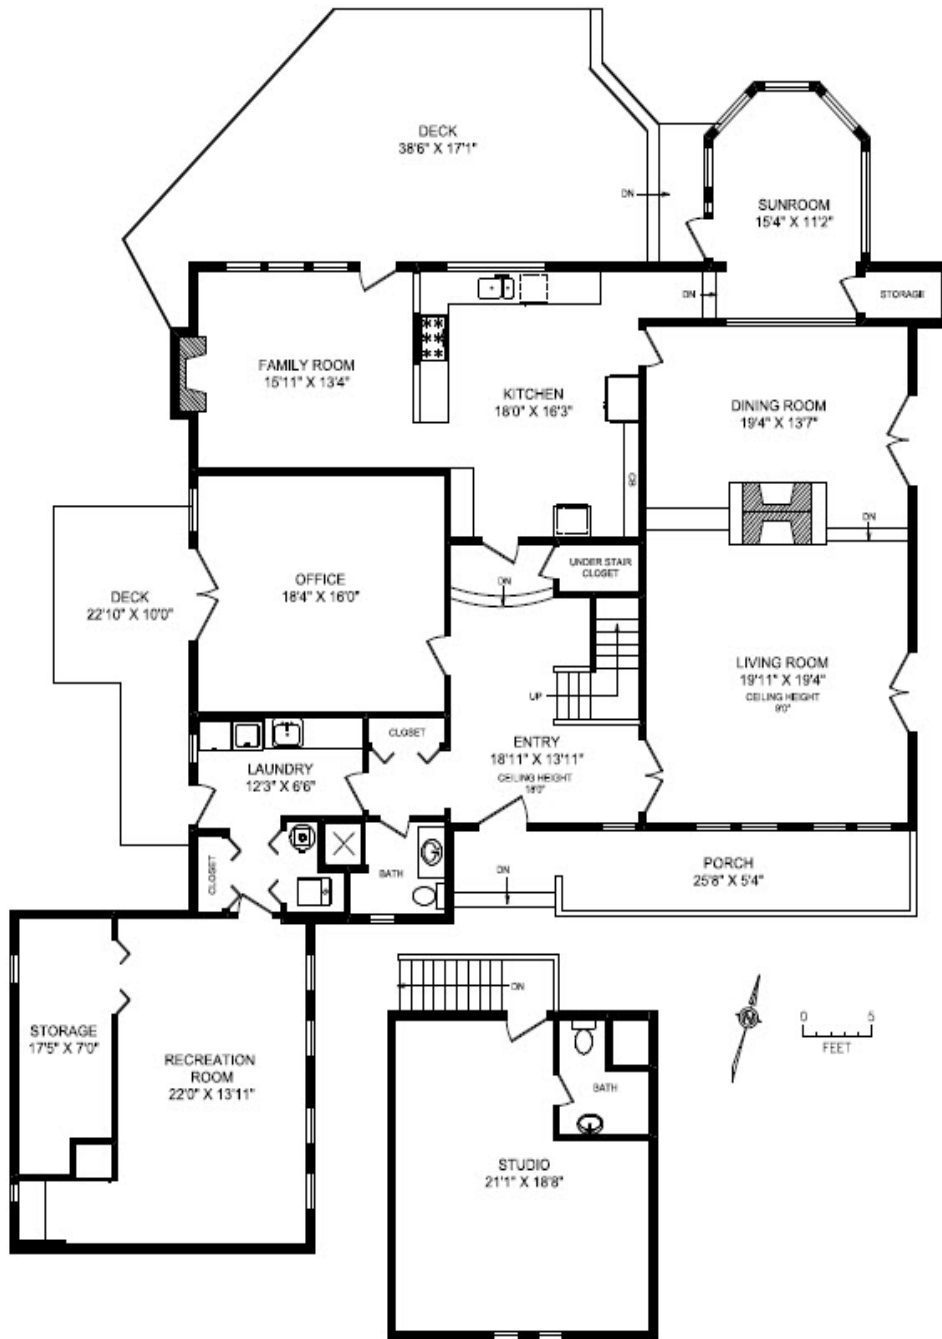 DECK
38'6" X 17'1"
DN
SUNROOM
15'4" X 11'2"
DN
STORAGE
FAMILY ROOM
15'11" X 13'4"
KITCHEN
18'0" X 16'3"
DINING ROOM
19'4" X 13'7"
CB
DN
DECK
22'10" X 10'0"
OFFICE
18'4" X 16'0"
UNDER STAIR
CLOSET
DN
UP
LIVING ROOM
19'11" X 19'4"
CEILING HEIGHT
9'0"
CLOSET
LAUNDRY
12'3" X 6'6"
ENTRY
18'11" X 13'11"
CEILING HEIGHT
18'0"
CLOSET
BATH
DN
PORCH
25'8" X 5'4"
STORAGE
17'5" X 7'0"
RECREATION
ROOM
22'0" X 13'11"
DN
BATH
STUDIO
21'1" X 18'8"
N
0 5
FEET